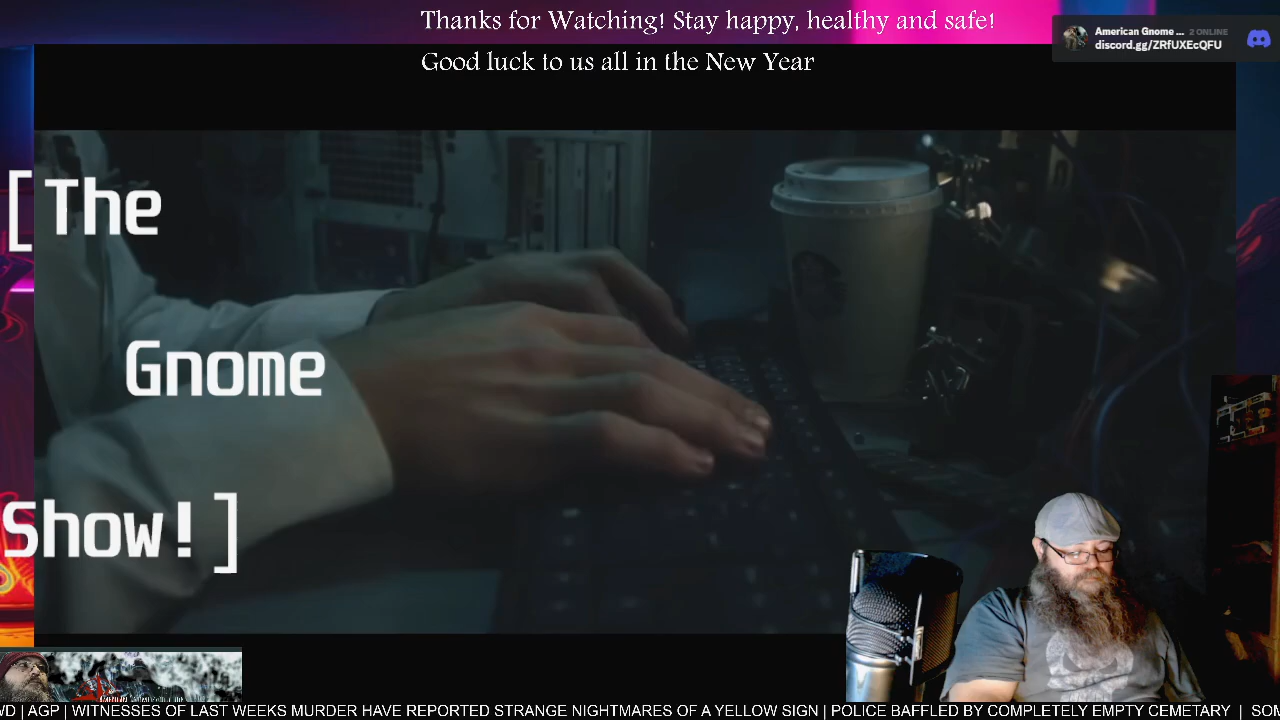 Thanks for Watching! Stay happy, healthy and safe!
Good luck to us all in the New Year
American Gnome ... 2 ONLINE
discord.gg/ZRfUXEcQFU
[The
Gnome
Show!]
WD | AGP | WITNESSES OF LAST WEEKS MURDER HAVE REPORTED STRANGE NIGHTMARES OF A YELLOW SIGN | POLICE BAFFLED BY COMPLETELY EMPTY CEMETARY | SOM